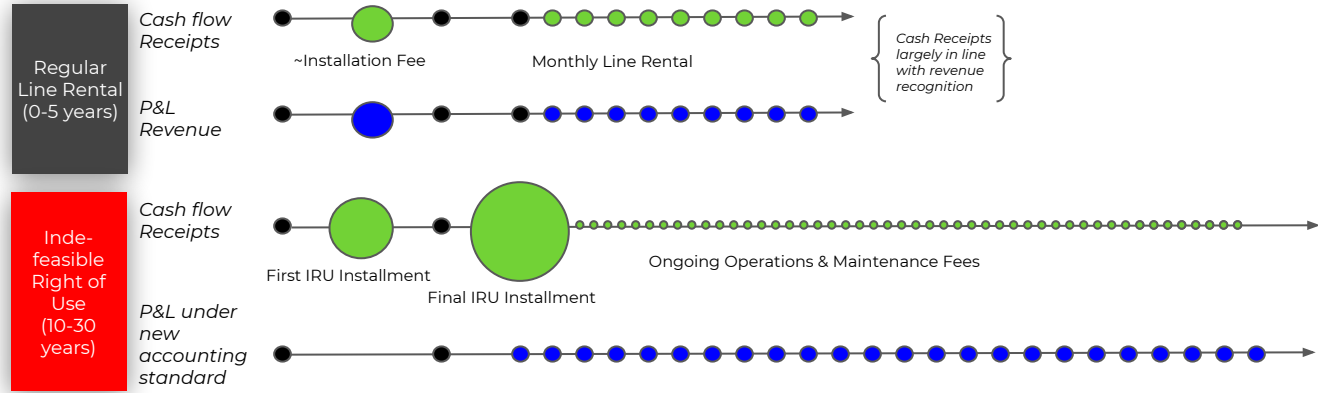 Regular
Line Rental
(0-5 years)
Cash flow
Receipts
~Installation Fee
Monthly Line Rental
Cash Receipts
largely in line
with revenue
recognition
P&L
Revenue
Inde-
feasible
Right of
Use
(10-30
years)
Cash flow
Receipts
First IRU Installment
Final IRU Installment
Ongoing Operations & Maintenance Fees
P&L under
new
accounting
standard